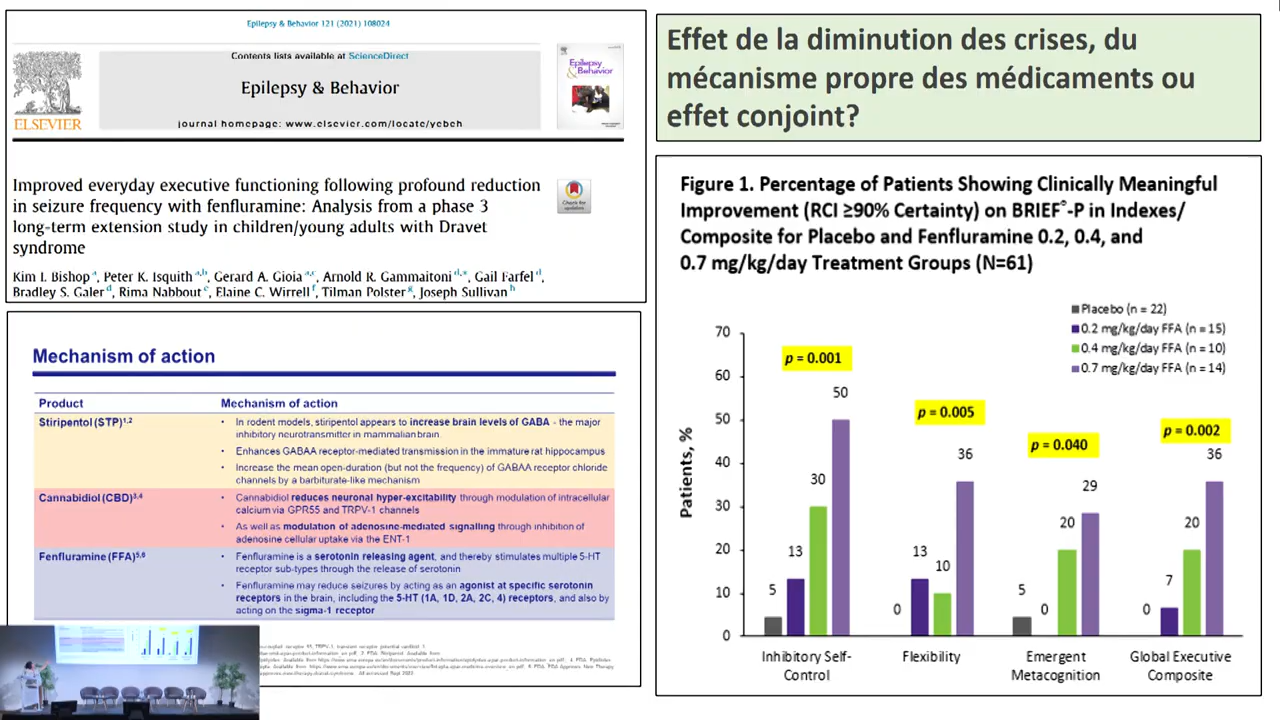 Epilepsy & Behavior 121 (2021) 108024
Contents lists available at ScienceDirect
Epilepsy & Behavior
journal homepage: www.elsevier.com/locate/yebeh
ELSEVIER
Epilepsy
&Behavior
Improved everyday executive functioning following profound reduction
in seizure frequency with fenfluramine: Analysis from a phase 3
long-term extension study in children/young adults with Dravet
syndrome
Check for
updates
Kim I. Bishop a, Peter K. Isquith a,b, Gerard A. Gioia a,c, Arnold R. Gammaitoni d,*, Gail Farfel d,
Bradley S. Galer d, Rima Nabbout e, Elaine C. Wirrell f, Tilman Polster g, Joseph Sullivan h
Effet de la diminution des crises, du
mécanisme propre des médicaments ou
effet conjoint?
Mechanism of action
Product Mechanism of action
Stiripentol (STP)1,2
• In rodent models, stiripentol appears to increase brain levels of GABA - the major
inhibitory neurotransmitter in mammalian brain.
• Enhances GABAA receptor-mediated transmission in the immature rat hippocampus
• Increase the mean open-duration (but not the frequency) of GABAA receptor chloride
channels by a barbiturate-like mechanism
Cannabidiol (CBD)3,4
• Cannabidiol reduces neuronal hyper-excitability through modulation of intracellular
calcium via GPR55 and TRPV-1 channels
• As well as modulation of adenosine-mediated signalling through inhibition of
adenosine cellular uptake via the ENT-1
Fenfluramine (FFA)5,6
• Fenfluramine is a serotonin releasing agent, and thereby stimulates multiple 5-HT
receptor sub-types through the release of serotonin
• Fenfluramine may reduce seizures by acting as an agonist at specific serotonin
receptors in the brain, including the 5-HT (1A, 1D, 2A, 2C, 4) receptors, and also by
acting on the sigma-1 receptor
Figure 1. Percentage of Patients Showing Clinically Meaningful
Improvement (RCI ≥90% Certainty) on BRIEF®-P in Indexes/
Composite for Placebo and Fenfluramine 0.2, 0.4, and
0.7 mg/kg/day Treatment Groups (N=61)
Placebo (n = 22)
0.2 mg/kg/day FFA (n = 15)
0.4 mg/kg/day FFA (n = 10)
0.7 mg/kg/day FFA (n = 14)
Patients, %
70
60
50
40
30
20
10
0
p = 0.001
5
13
30
50
p = 0.005
0
13
10
36
p = 0.040
5
0
20
29
p = 0.002
0
7
20
36
Inhibitory Self-
Control
Flexibility
Emergent
Metacognition
Global Executive
Composite